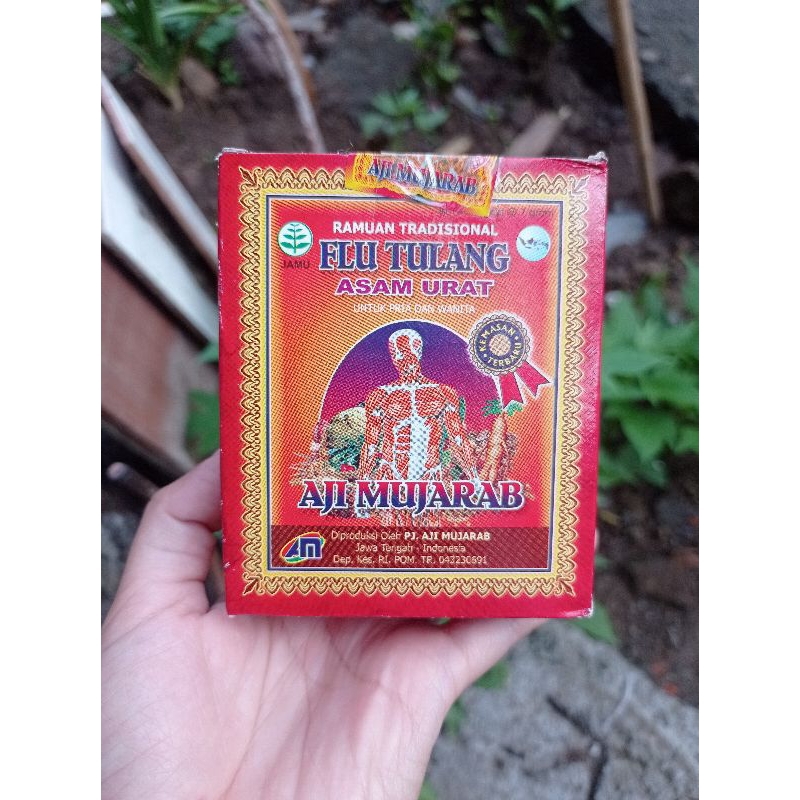 AJI MUJARAB
RAMUAN TRADISIONAL
JAMU
FLU TULANG
ASAM URAT
UNTUK PRIA DAN WANITA
KEMASAN
TERBARU
AJI MUJARAB
Diproduksi Oleh PJ. AJI MUJARAB
Jawa Tengah - Indonesia
Dep. Kes. RI. POM. TR. 043230691